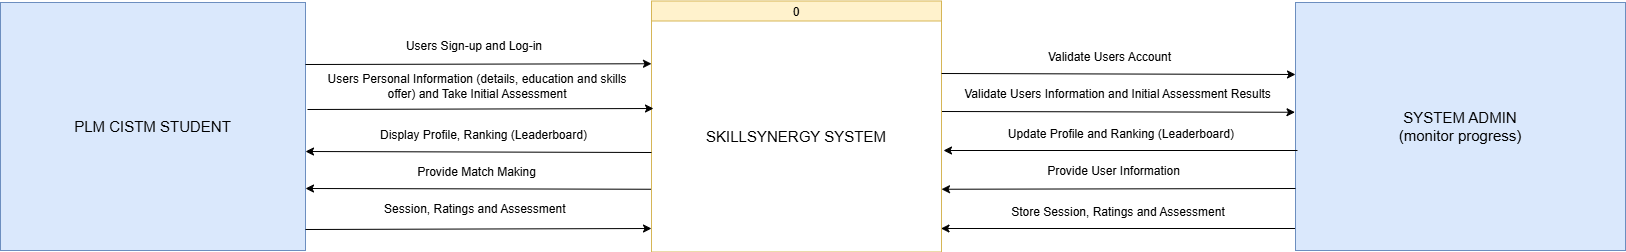 0
PLM CISTM STUDENT
Users Sign-up and Log-in
Users Personal Information (details, education and skills
offer) and Take Initial Assessment
Display Profile, Ranking (Leaderboard)
Provide Match Making
Session, Ratings and Assessment
SKILLSYNERGY SYSTEM
Validate Users Account
Validate Users Information and Initial Assessment Results
Update Profile and Ranking (Leaderboard)
Provide User Information
Store Session, Ratings and Assessment
SYSTEM ADMIN
(monitor progress)